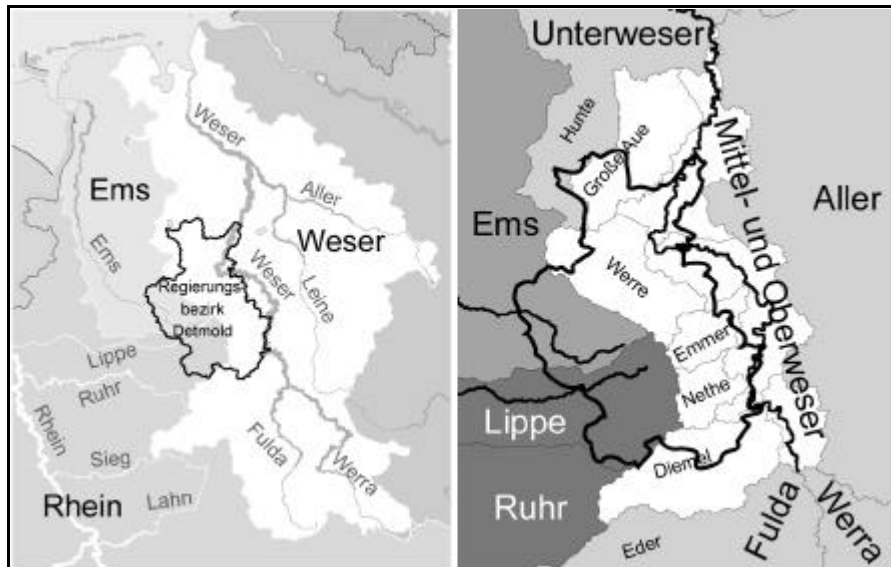 Weser
Ems
Aller
Weser
Ems
Weser
Leine
Regierungs-
bezirk
Detmold
Lippe
Ruhr
Rhein
Sieg
Fulda
Werra
Rhein
Lahn
Unterweser
Hunte
Große Aue
Mittel- und Oberweser
Aller
Ems
Werre
Emmer
Nethe
Lippe
Diemel
Ruhr
Fulda
Werra
Eder